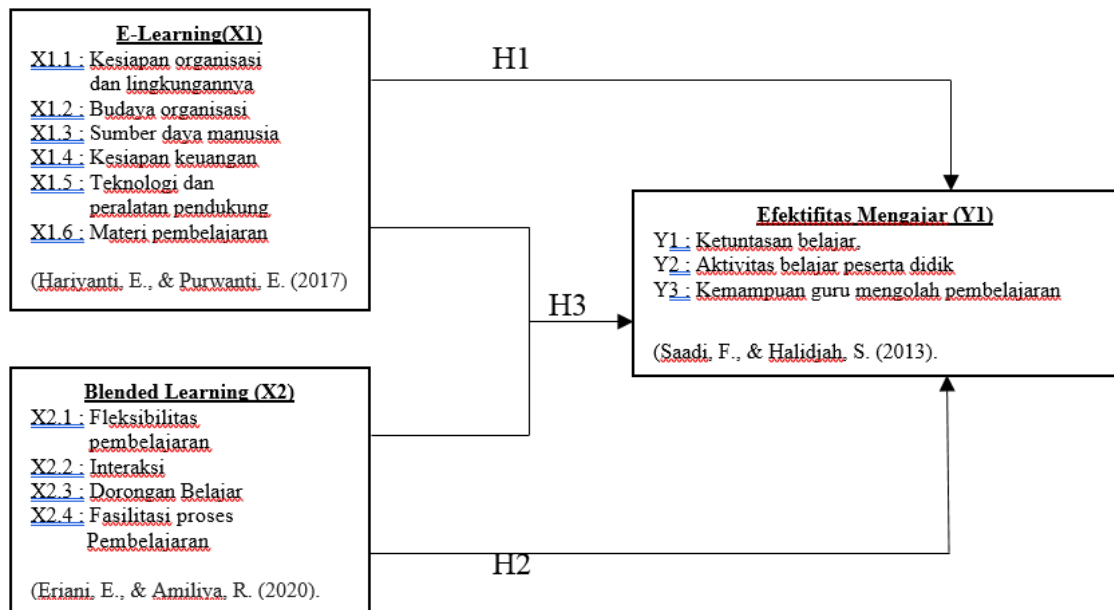 E-Learning(X1)
X1.1 : Kesiapan organisasi
dan lingkungannya
X1.2 : Budaya organisasi
X1.3 : Sumber daya manusia
X1.4 : Kesiapan keuangan
X1.5 : Teknologi dan
peralatan pendukung
X1.6 : Materi pembelajaran
(Hariyanti, E., & Purwanti, E. (2017)
H1
Efektifitas Mengajar (Y1)
Y1 : Ketuntasan belajar,
Y2 : Aktivitas belajar peserta didik
Y3 : Kemampuan guru mengolah pembelajaran
(Saadi, F., & Halidjah, S. (2013).
H3
Blended Learning (X2)
X2.1 : Fleksibilitas
pembelajaran
X2.2 : Interaksi
X2.3 : Dorongan Belajar
X2.4 : Fasilitasi proses
Pembelajaran
(Eriani, E., & Amiliya, R. (2020).
H2